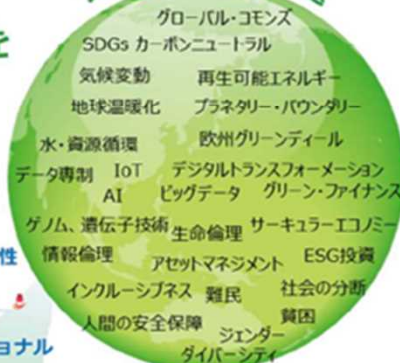 グローバル・コモンズ
SDGs カーボンニュートラル
を
気候変動 再生可能エネルギー
地球温暖化 プラネタリー・バウンダリー
水・資源循環 欧州グリーンディール
データ専制 IoT デジタルトランスフォーメーション
AI ビッグデータ グリーン・ファイナンス
ゲノム、遺伝子技術 生命倫理 サーキュラーエコノミー
性 情報倫理 アセットマネジメント ESG投資
インクルーシブネス 難民 社会の分断
人間の安全保障 貧困
ョナル ジェンダー
ダイバーシティ